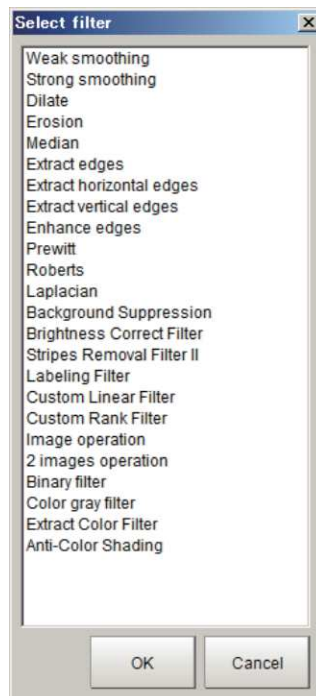 Select filter
Weak smoothing
Strong smoothing
Dilate
Erosion
Median
Extract edges
Extract horizontal edges
Extract vertical edges
Enhance edges
Prewitt
Roberts
Laplacian
Background Suppression
Brightness Correct Filter
Stripes Removal Filter II
Labeling Filter
Custom Linear Filter
Custom Rank Filter
Image operation
2 images operation
Binary filter
Color gray filter
Extract Color Filter
Anti-Color Shading
OK Cancel